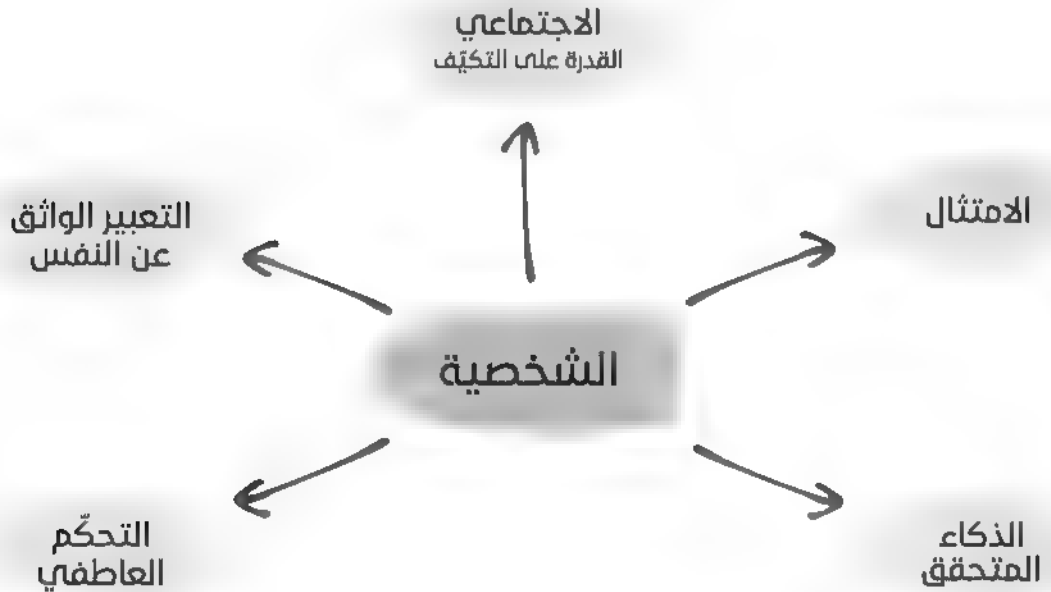 الاجتماعي
القدرة على التكيّف
الامتثال
التعبير الواثق
عن النفس
الشخصية
الذكاء
المتحقق
التحكّم
العاطفي